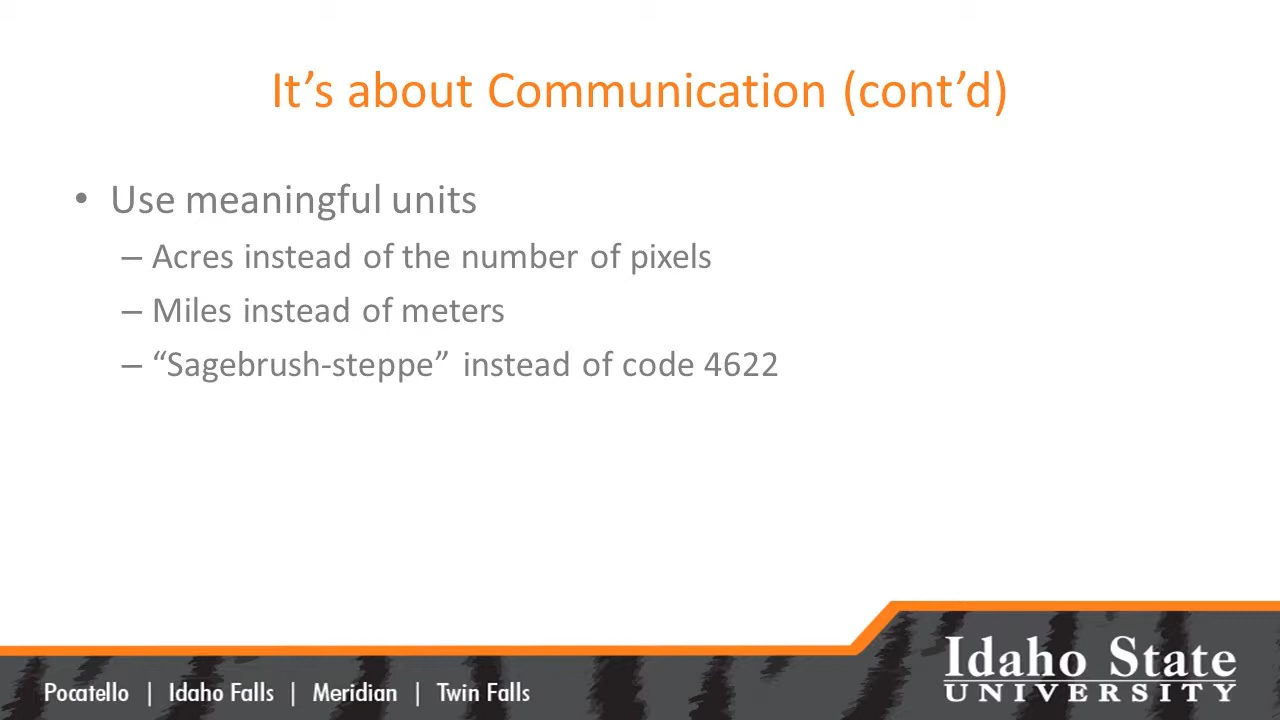 It’s about Communication (cont’d)
• Use meaningful units
– Acres instead of the number of pixels
– Miles instead of meters
– “Sagebrush-steppe” instead of code 4622
Idaho State
UNIVERSITY
Pocatello | Idaho Falls | Meridian | Twin Falls